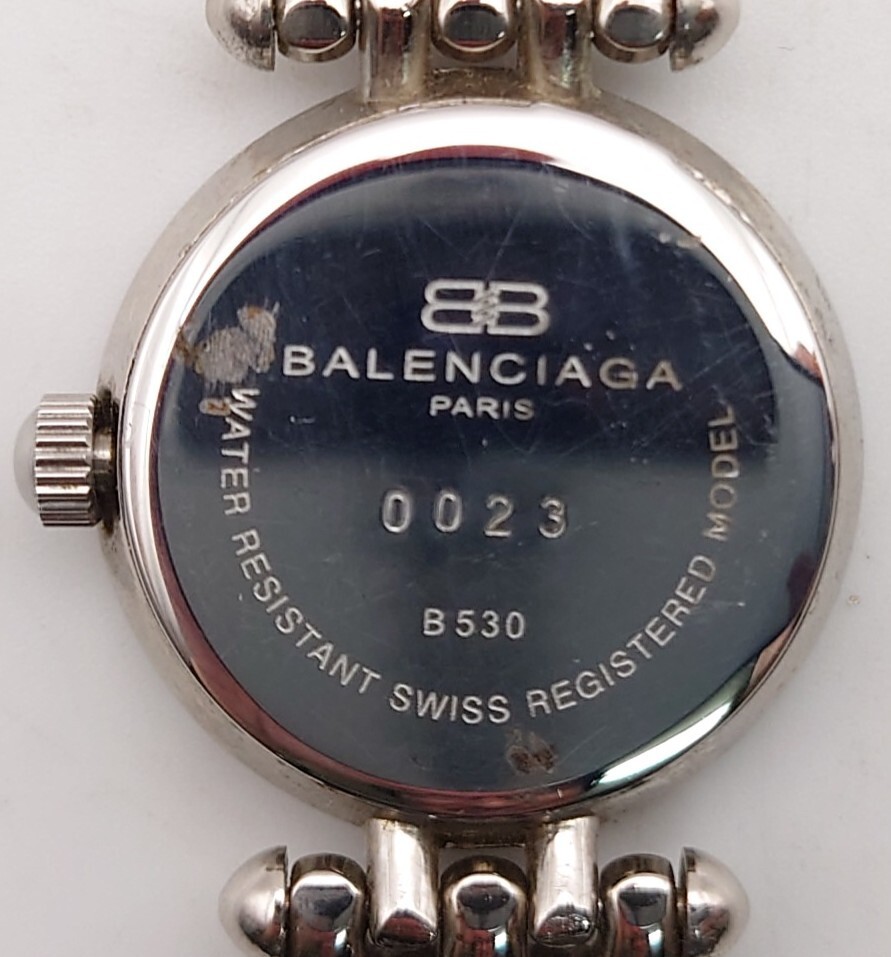 BB
BALENCIAGA
PARIS
0023
B530
WATER RESISTANT SWISS REGISTERED MODEL